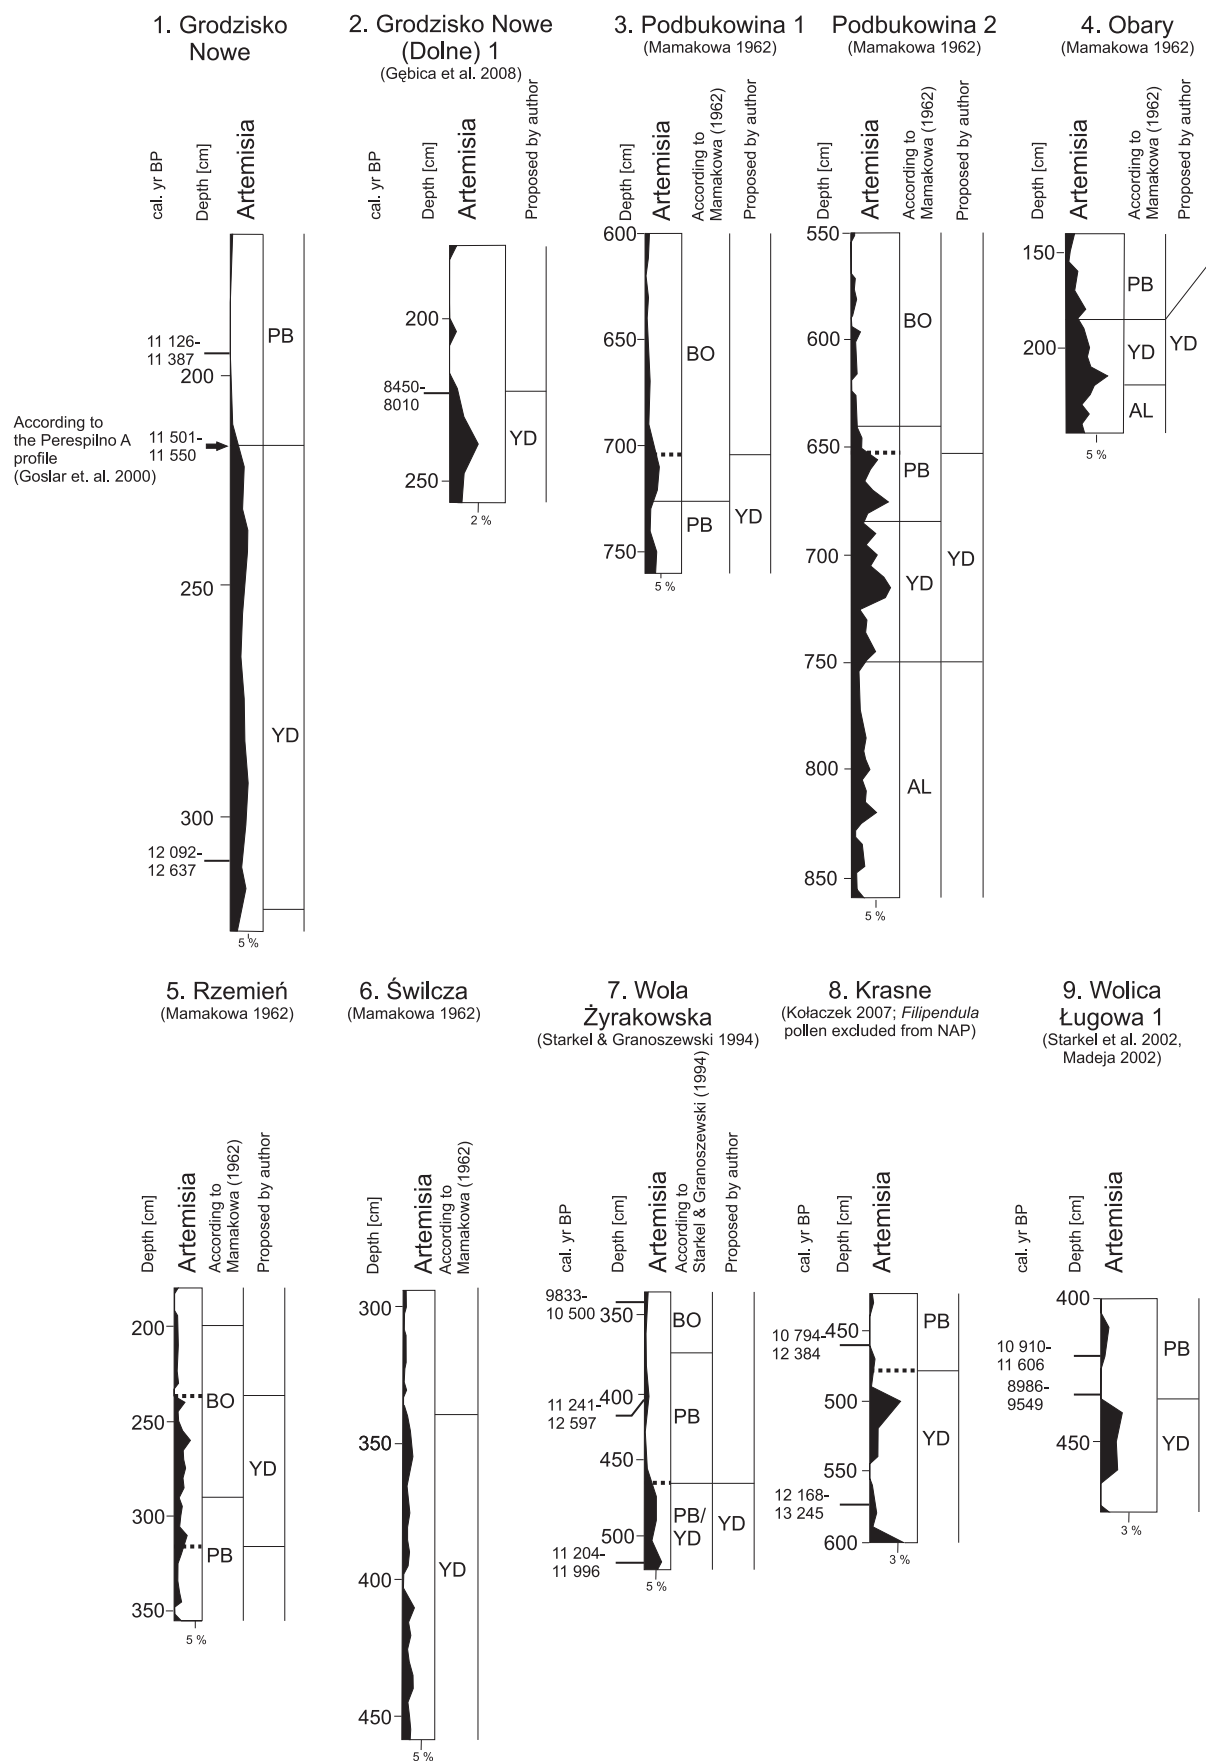 1. Grodzisko
Nowe
cal. yr BP
Depth [cm]
Artemisia
11 126-
11 387
200
According to
the Perespilno A
profile
(Goslar et. al. 2000)
11 501-
11 550
250
300
12 092-
12 637
PB
YD
5 %
2. Grodzisko Nowe
(Dolne) 1
(Gębica et al. 2008)
cal. yr BP
Depth [cm]
Artemisia
Proposed by author
200
8450-
8010
250
YD
2 %
3. Podbukowina 1
(Mamakowa 1962)
Depth [cm]
Artemisia
According to
Mamakowa (1962)
Proposed by author
600
650
700
750
BO
PB
YD
5 %
Podbukowina 2
(Mamakowa 1962)
Depth [cm]
Artemisia
According to
Mamakowa (1962)
Proposed by author
550
600
650
700
750
800
850
BO
PB
YD
AL
YD
5 %
4. Obary
(Mamakowa 1962)
Depth [cm]
Artemisia
According to
Mamakowa (1962)
Proposed by author
150
200
PB
YD
AL
YD
5 %
5. Rzemień
(Mamakowa 1962)
Depth [cm]
Artemisia
According to
Mamakowa (1962)
Proposed by author
200
250
300
350
BO
PB
YD
5 %
6. Świlcza
(Mamakowa 1962)
Depth [cm]
Artemisia
According to
Mamakowa (1962)
300
350
400
450
YD
5 %
7. Wola
Żyrakowska
(Starkel & Granoszewski 1994)
cal. yr BP
Depth [cm]
Artemisia
According to
Starkel & Granoszewski (1994)
Proposed by author
9833-
10 500
350
400
11 241-
12 597
450
500
11 204-
11 996
BO
PB
PB/
YD
YD
5 %
8. Krasne
(Kołaczek 2007; Filipendula
pollen excluded from NAP)
cal. yr BP
Depth [cm]
Artemisia
10 794-
12 384
450
500
550
12 168-
13 245
600
PB
YD
3 %
9. Wolica
Ługowa 1
(Starkel et al. 2002,
Madeja 2002)
cal. yr BP
Depth [cm]
Artemisia
400
10 910-
11 606
8986-
9549
450
PB
YD
3 %